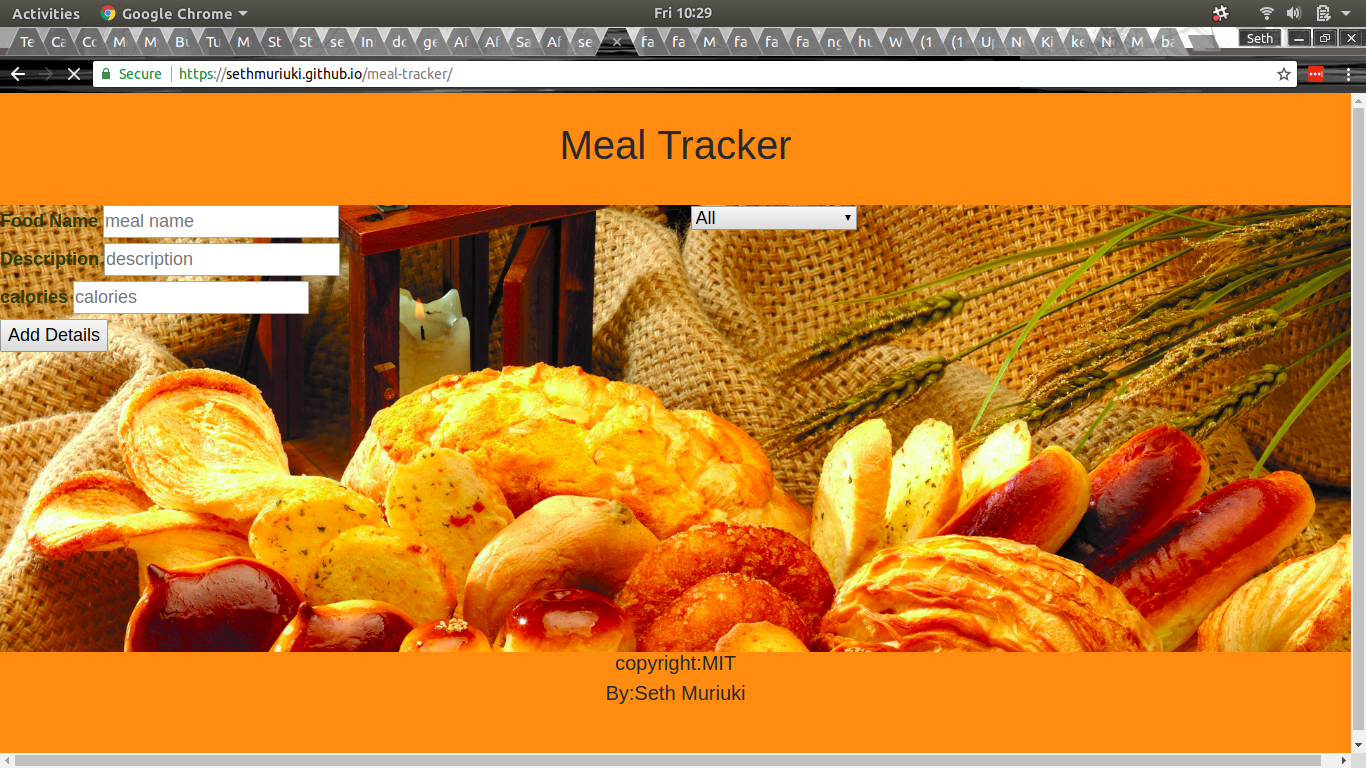 Activities Google Chrome Fri 10:29
Te Ca Co M M Bu Tu M St St se In do ge Af Af Sa Af se fa fa M fa fa fa ng hu W (1 (1 Up N Ki ke N M ba Seth
Secure https://sethmuriuki.github.io/meal-tracker/
Meal Tracker
Food Name meal name All
Description description
calories calories
Add Details
copyright:MIT
By:Seth Muriuki